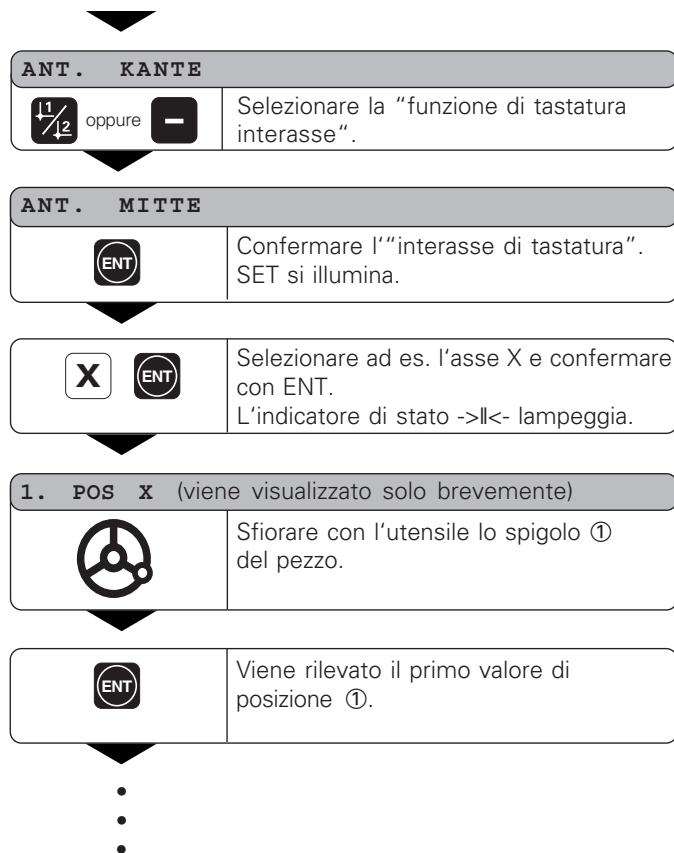 ANT. KANTE
1 2 oppure – Selezionare la “funzione di tastatura
interasse“.
ANT. MITTE
ENT Confermare l‘“interasse di tastatura”.
SET si illumina.
X ENT Selezionare ad es. l‘asse X e confermare
con ENT.
L‘indicatore di stato ->‖<- lampeggia.
1. POS X (viene visualizzato solo brevemente)
Sfiorare con l‘utensile lo spigolo ①
del pezzo.
ENT Viene rilevato il primo valore di
posizione ①.